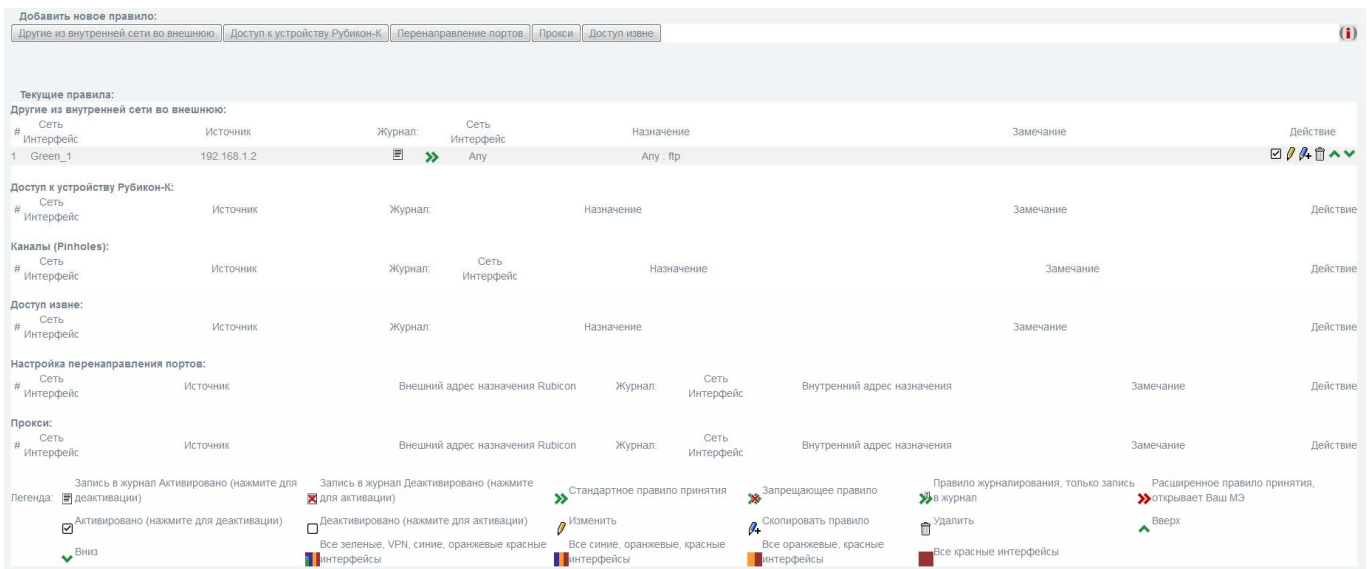 Добавить новое правило:
Другие из внутренней сети во внешнюю Доступ к устройству Рубикон-К Перенаправление портов Прокси Доступ извне
Текущие правила:
Другие из внутренней сети во внешнюю:
# Сеть Интерфейс Источник Журнал: Сеть Интерфейс Назначение Замечание Действие
1 Green_1 192.168.1.2 Any Any : ftp
Доступ к устройству Рубикон-К:
# Сеть Интерфейс Источник Журнал: Назначение Замечание Действие
Каналы (Pinholes):
# Сеть Интерфейс Источник Журнал: Сеть Интерфейс Назначение Замечание Действие
Доступ извне:
# Сеть Интерфейс Источник Журнал: Назначение Замечание Действие
Настройка перенаправления портов:
# Сеть Интерфейс Источник Внешний адрес назначения Rubicon Журнал: Сеть Интерфейс Внутренний адрес назначения Замечание Действие
Прокси:
# Сеть Интерфейс Источник Внешний адрес назначения Rubicon Журнал: Сеть Интерфейс Внутренний адрес назначения Замечание Действие
Легенда: Запись в журнал Активировано (нажмите для деактивации) Запись в журнал Деактивировано (нажмите для активации) Стандартное правило принятия Запрещающее правило Правило журналирования, только запись в журнал Расширенное правило принятия, открывает Ваш МЭ
Активировано (нажмите для деактивации) Деактивировано (нажмите для активации) Изменить Скопировать правило Удалить Вверх
Вниз Все зеленые, VPN, синие, оранжевые красные интерфейсы Все синие, оранжевые, красные интерфейсы Все оранжевые, красные интерфейсы Все красные интерфейсы